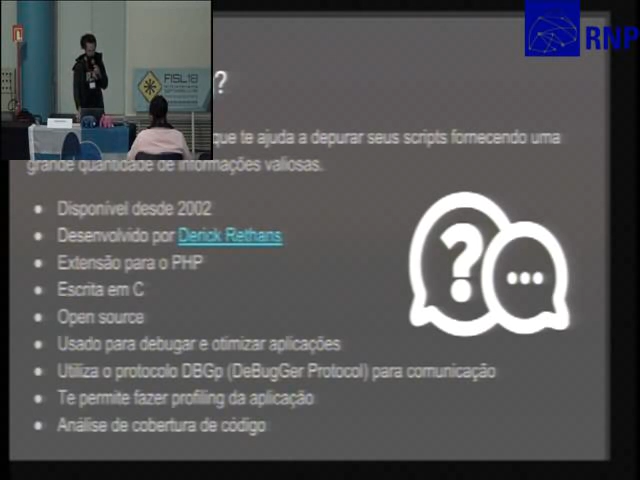 RNP
FISL18
?
que te ajuda a depurar seus scripts fornecendo uma
grande quantidade de informações valiosas.
Disponível desde 2002
Desenvolvido por Derick Rethans
Extensão para o PHP
Escrita em C
Open source
Usado para debugar e otimizar aplicações
Utiliza o protocolo DBGp (DeBugGer Protocol) para comunicação
Te permite fazer profiling da aplicação
Análise de cobertura de código